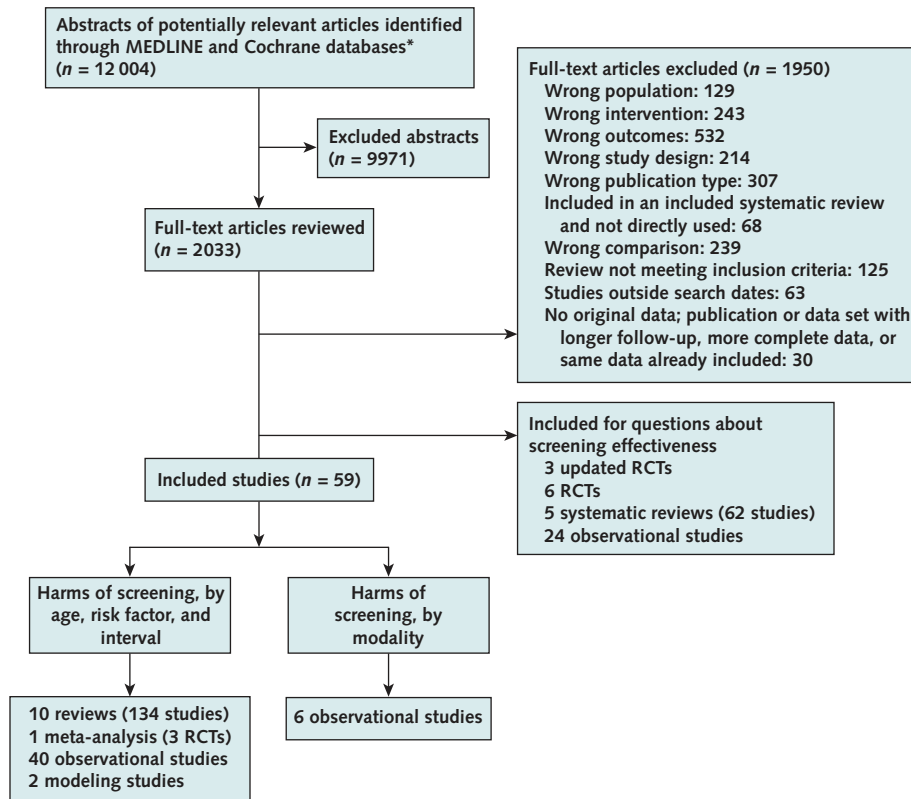 Abstracts of potentially relevant articles identified
through MEDLINE and Cochrane databases*
(n = 12 004)
Excluded abstracts
(n = 9971)
Full-text articles reviewed
(n = 2033)
Full-text articles excluded (n = 1950)
Wrong population: 129
Wrong intervention: 243
Wrong outcomes: 532
Wrong study design: 214
Wrong publication type: 307
Included in an included systematic review
and not directly used: 68
Wrong comparison: 239
Review not meeting inclusion criteria: 125
Studies outside search dates: 63
No original data; publication or data set with
longer follow-up, more complete data, or
same data already included: 30
Included for questions about
screening effectiveness
3 updated RCTs
6 RCTs
5 systematic reviews (62 studies)
24 observational studies
Included studies (n = 59)
Harms of screening, by
age, risk factor, and
interval
Harms of
screening, by
modality
10 reviews (134 studies)
1 meta-analysis (3 RCTs)
40 observational studies
2 modeling studies
6 observational studies